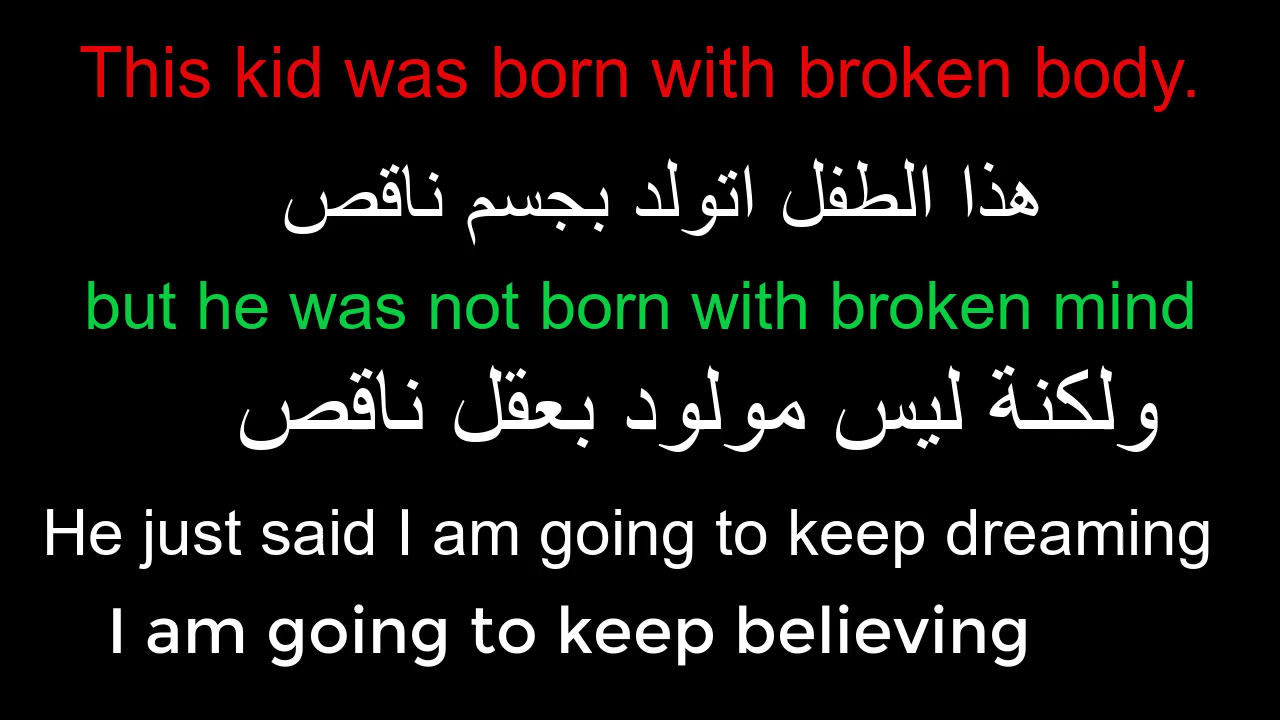 This kid was born with broken body.
هذا الطفل اتولد بجسم ناقص
but he was not born with broken mind
ولكنة ليس مولود بعقل ناقص
He just said I am going to keep dreaming
I am going to keep believing